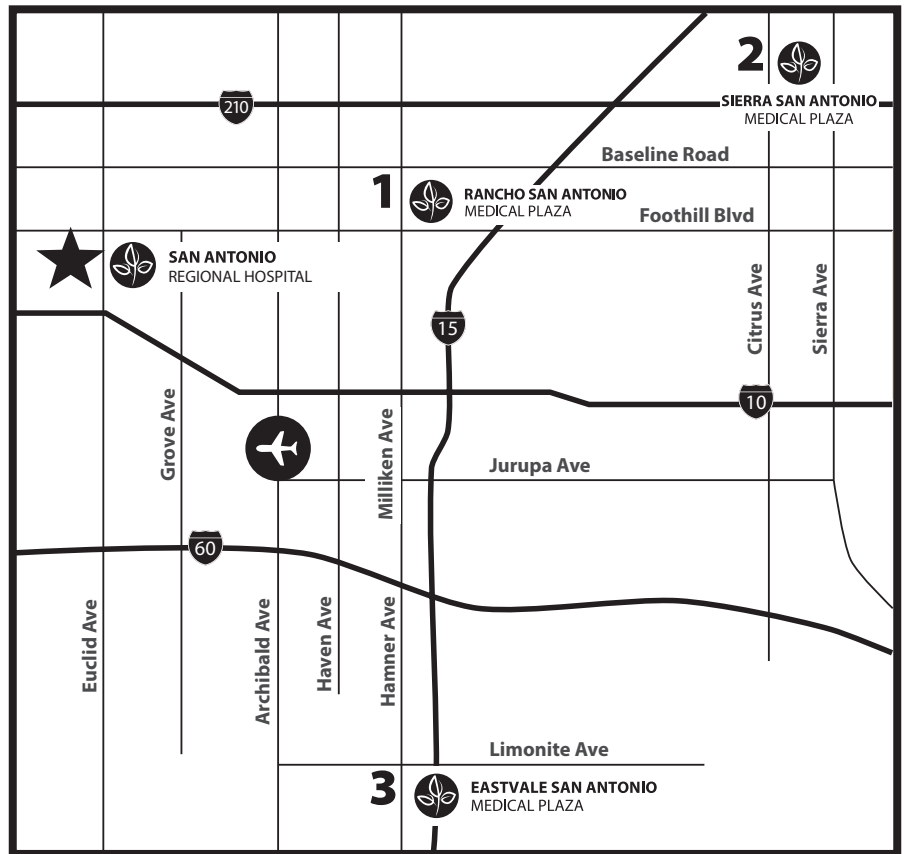 2
210
SIERRA SAN ANTONIO
MEDICAL PLAZA
Baseline Road
1
RANCHO SAN ANTONIO
MEDICAL PLAZA
Foothill Blvd
SAN ANTONIO
REGIONAL HOSPITAL
15
Citrus Ave
Sierra Ave
10
Grove Ave
Milliken Ave
Jurupa Ave
60
Euclid Ave
Archibald Ave
Haven Ave
Hamner Ave
Limonite Ave
3
EASTVALE SAN ANTONIO
MEDICAL PLAZA